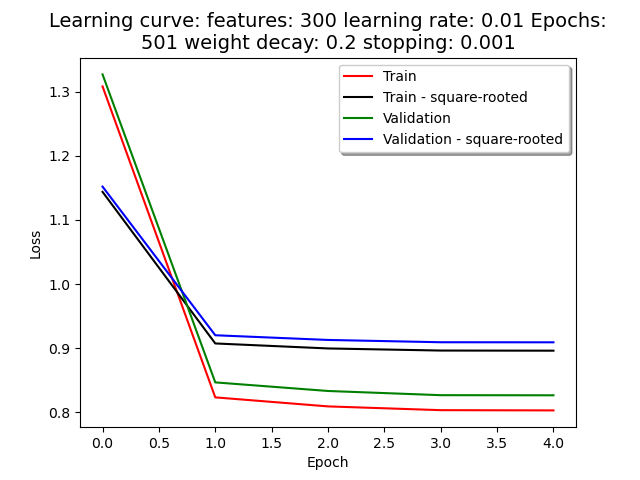 Learning curve: features: 300 learning rate: 0.01 Epochs:
501 weight decay: 0.2 stopping: 0.001
Train
Train - square-rooted
Validation
Validation - square-rooted
Loss
1.3
1.2
1.1
1.0
0.9
0.8
0.0 0.5 1.0 1.5 2.0 2.5 3.0 3.5 4.0
Epoch